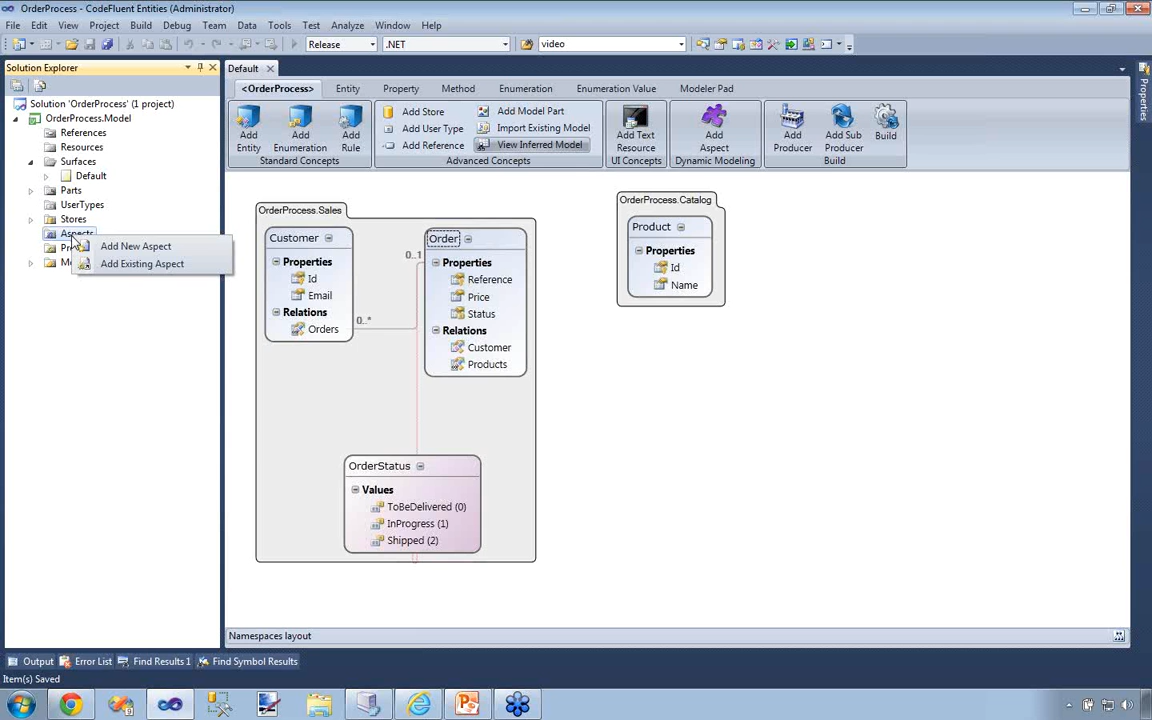 OrderProcess - CodeFluent Entities (Administrator)
File Edit View Project Build Debug Team Data Tools Test Analyze Window Help
Release .NET video
Solution Explorer
Solution 'OrderProcess' (1 project)
OrderProcess.Model
References
Resources
Surfaces
Default
Parts
UserTypes
Stores
Aspects
Add New Aspect
Add Existing Aspect
Default
<OrderProcess> Entity Property Method Enumeration Enumeration Value Modeler Pad
Add Entity
Add Enumeration
Add Rule
Standard Concepts
Add Store
Add User Type
Add Reference
Add Model Part
Import Existing Model
View Inferred Model
Advanced Concepts
Add Text Resource
UI Concepts
Add Aspect
Dynamic Modeling
Add Producer
Add Sub Producer
Build
Build
Properties
OrderProcess.Sales
Customer
Properties
Id
Email
Relations
Orders
0..*
0..1
Order
Properties
Reference
Price
Status
Relations
Customer
Products
OrderStatus
Values
ToBeDelivered (0)
InProgress (1)
Shipped (2)
OrderProcess.Catalog
Product
Properties
Id
Name
Namespaces layout
Output Error List Find Results 1 Find Symbol Results
Item(s) Saved